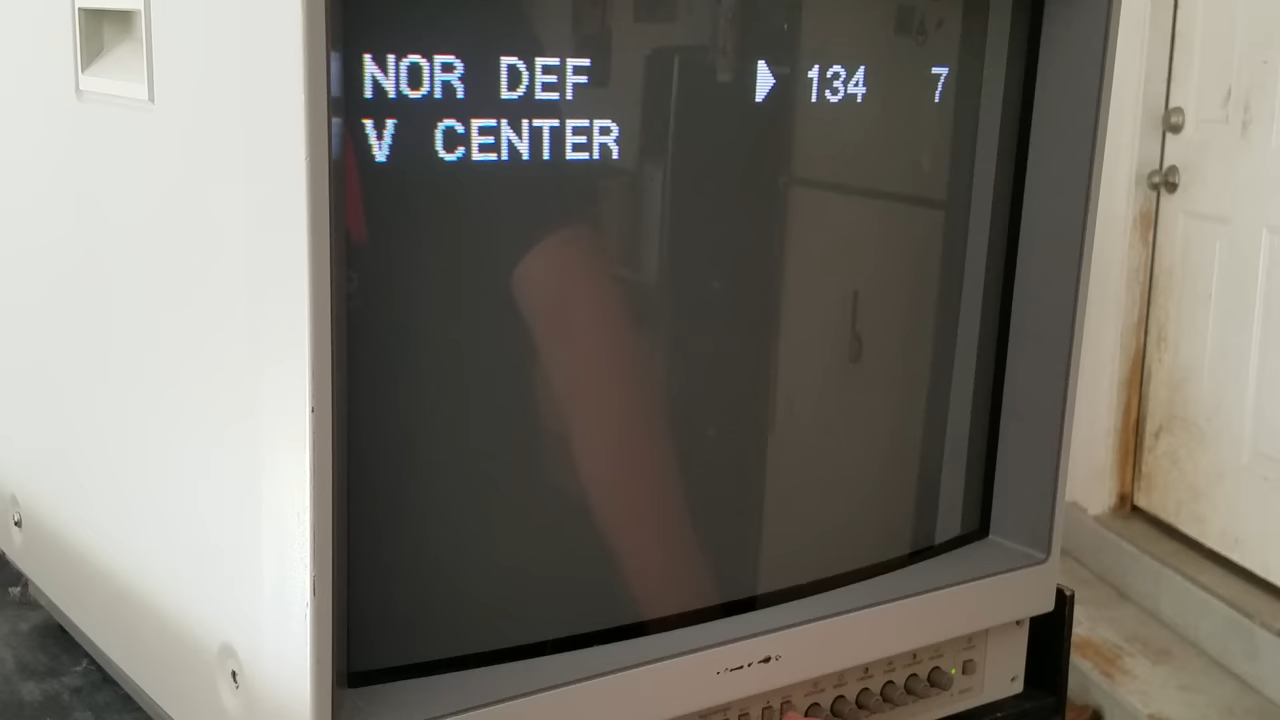 NOR DEF ▶ 134 7
V CENTER